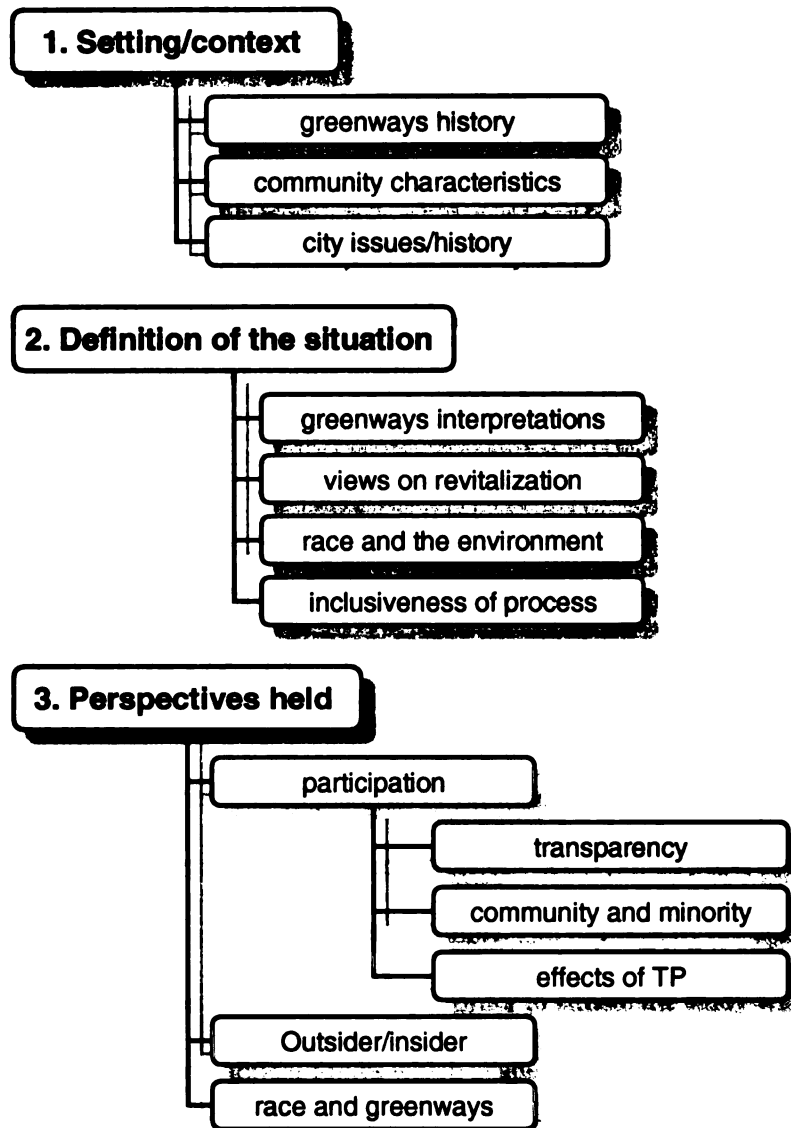 1. Setting/context
greenways history
community characteristics
city issues/history
2. Definition of the situation
greenways interpretations
views on revitalization
race and the environment
inclusiveness of process
3. Perspectives held
participation
transparency
community and minority
effects of TP
Outsider/insider
race and greenways